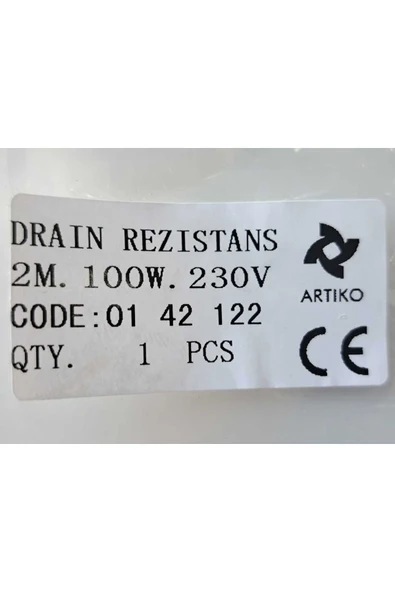 DRAIN REZISTANS
2M. 100W. 230V
CODE:01 42 122
QTY. 1 PCS
ARTIKO
CE